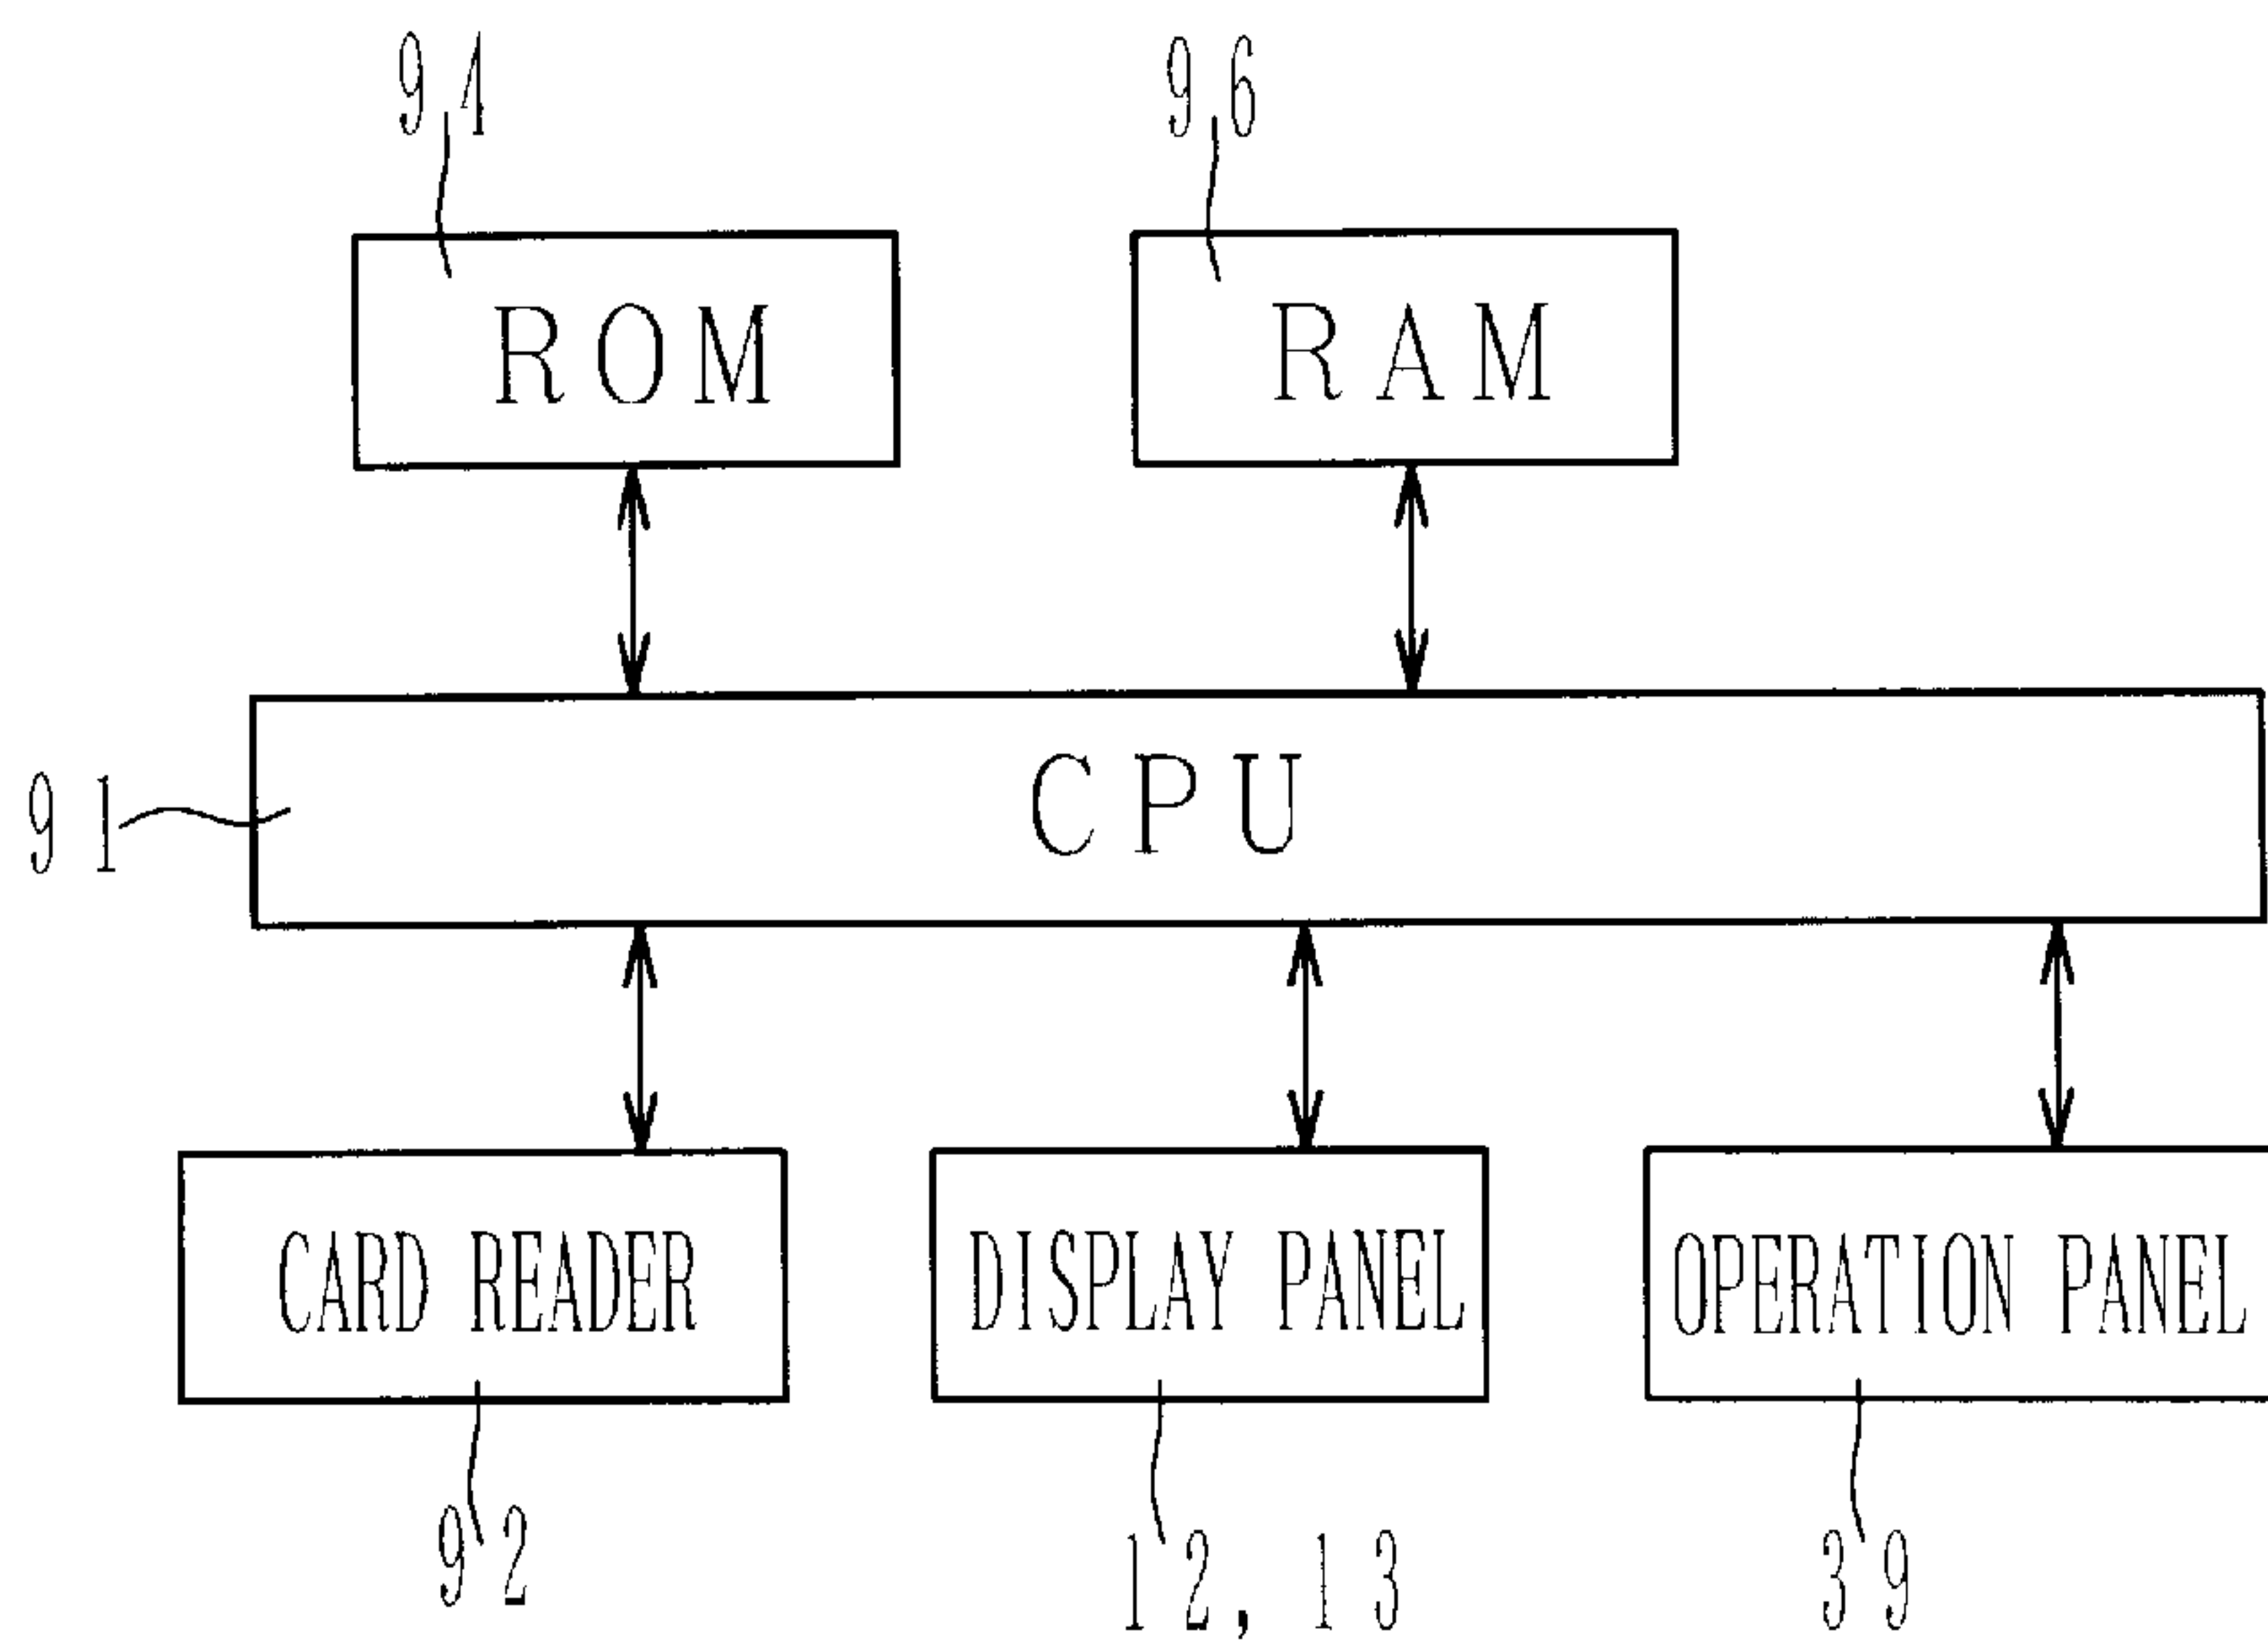 94
96
ROM
RAM
CPU
91
CARD READER
DISPLAY PANEL
OPERATION PANEL
92
12, 13
39